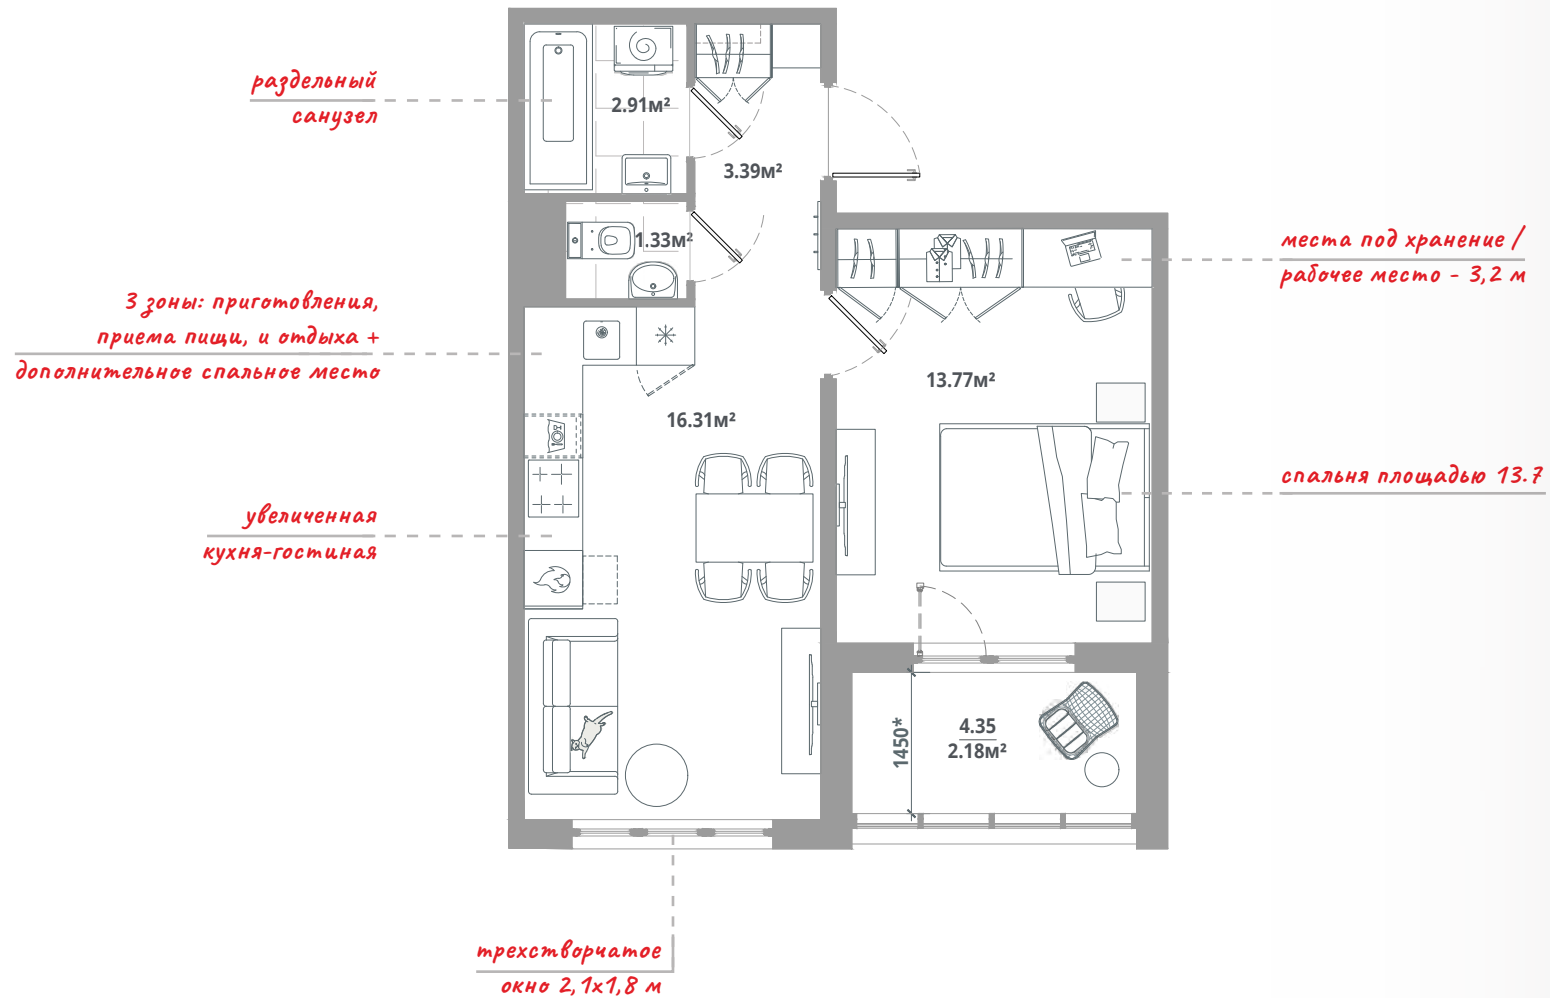 раздельный
санузел
2.91м²
3.39м²
1.33м²
места под хранение /
рабочее место - 3,2 м
3 зоны: приготовления,
приема пищи, и отдыха +
дополнительное спальное место
13.77м²
16.31м²
спальня площадью 13.7
увеличенная
кухня-гостиная
1450*
4.35
2.18м²
трехстворчатое
окно 2,1х1,8 м